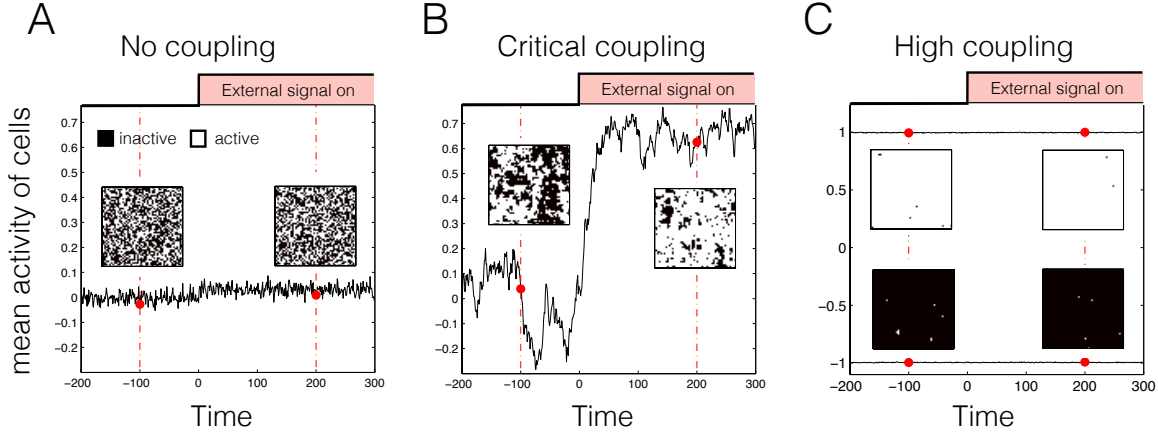 A
No coupling
External signal on
mean activity of cells
0.7
0.6
0.5
0.4
0.3
0.2
0.1
0
−0.1
−0.2
inactive
active
−200
−100
0
100
200
300
Time
B
Critical coupling
External signal on
0.7
0.6
0.5
0.4
0.3
0.2
0.1
0
−0.1
−0.2
−200
−100
0
100
200
300
Time
C
High coupling
External signal on
1
0.5
0
−0.5
−1
−200
−100
0
100
200
300
Time